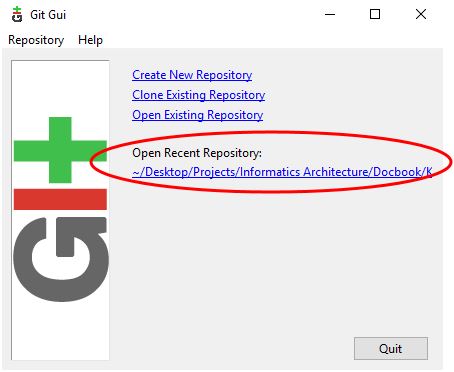 Git Gui
Repository Help
Create New Repository
Clone Existing Repository
Open Existing Repository
Open Recent Repository:
~/Desktop/Projects/Informatics Architecture/Docbook/K
git
Quit